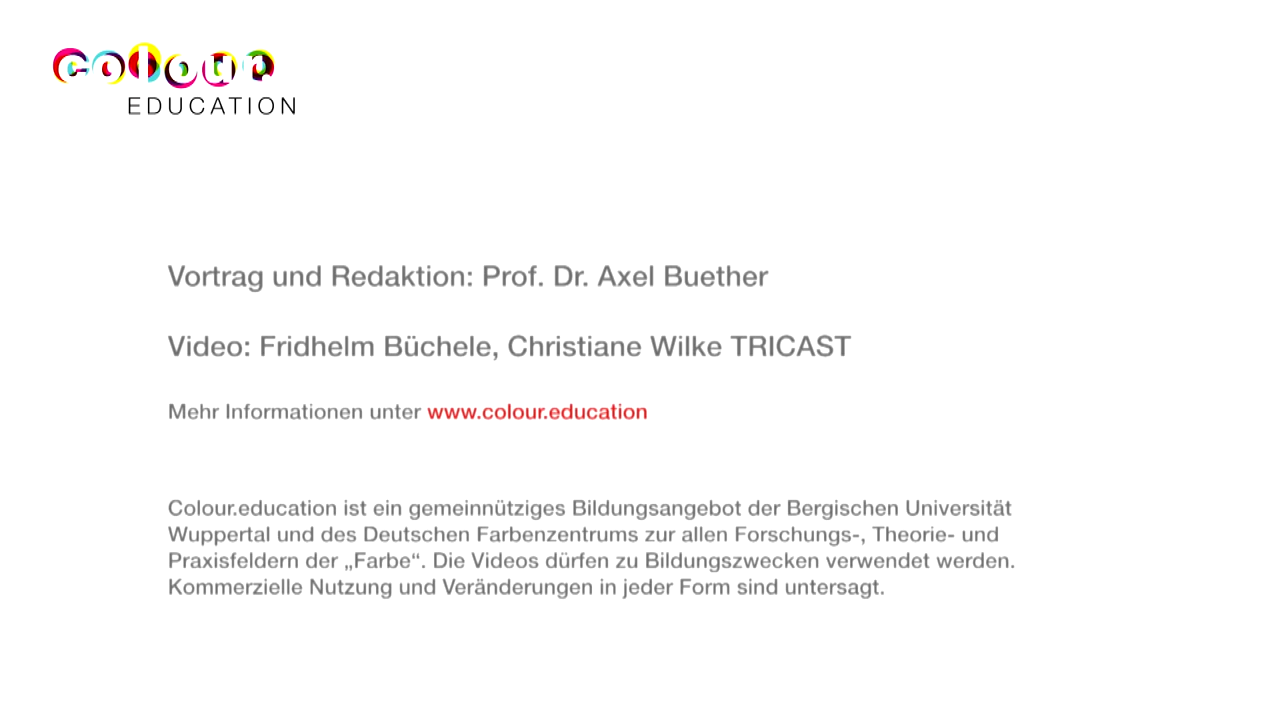 colour
EDUCATION
Vortrag und Redaktion: Prof. Dr. Axel Buether
Video: Fridhelm Büchele, Christiane Wilke TRICAST
Mehr Informationen unter www.colour.education
Colour.education ist ein gemeinnütziges Bildungsangebot der Bergischen Universität
Wuppertal und des Deutschen Farbenzentrums zur allen Forschungs-, Theorie- und
Praxisfeldern der „Farbe“. Die Videos dürfen zu Bildungszwecken verwendet werden.
Kommerzielle Nutzung und Veränderungen in jeder Form sind untersagt.